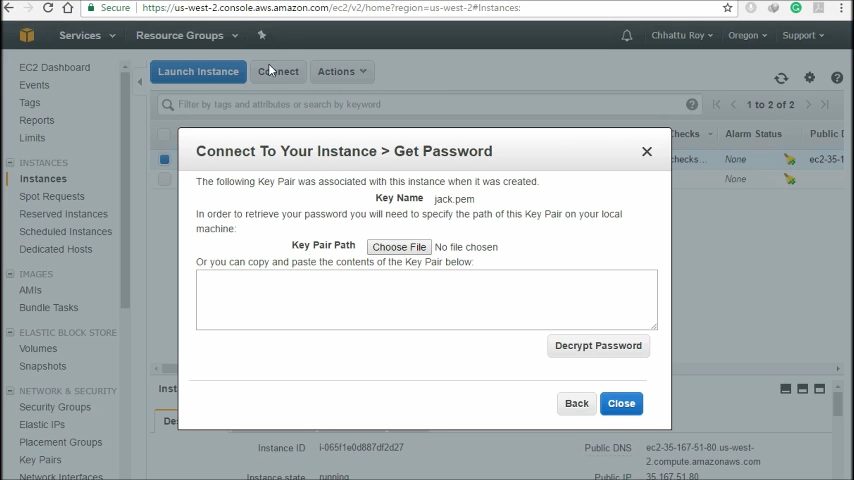 Secure
https://us-west-2.console.aws.amazon.com/ec2/v2/home?region=us-west-2#Instances:
Services
Resource Groups
Chhattu Roy
Oregon
Support
EC2 Dashboard
Events
Tags
Reports
Limits
INSTANCES
Instances
Spot Requests
Reserved Instances
Scheduled Instances
Dedicated Hosts
IMAGES
AMIs
Bundle Tasks
ELASTIC BLOCK STORE
Volumes
Snapshots
NETWORK & SECURITY
Security Groups
Elastic IPs
Placement Groups
Key Pairs
Network Interfaces
Launch Instance
Connect
Actions
Filter by tags and attributes or search by keyword
1 to 2 of 2
Checks
Alarm Status
Public D
checks...
None
ec2-35-1
None
Connect To Your Instance > Get Password
The following Key Pair was associated with this instance when it was created.
Key Name jack.pem
In order to retrieve your password you will need to specify the path of this Key Pair on your local
machine:
Key Pair Path Choose File No file chosen
Or you can copy and paste the contents of the Key Pair below:
Decrypt Password
Back
Close
Inst
Des
Instance ID
i-065f1e0d887df27d27
Public DNS
ec2-35-167-51-80.us-west-
2.compute.amazonaws.com
Instance state
running
Public IP
35.167.51.80